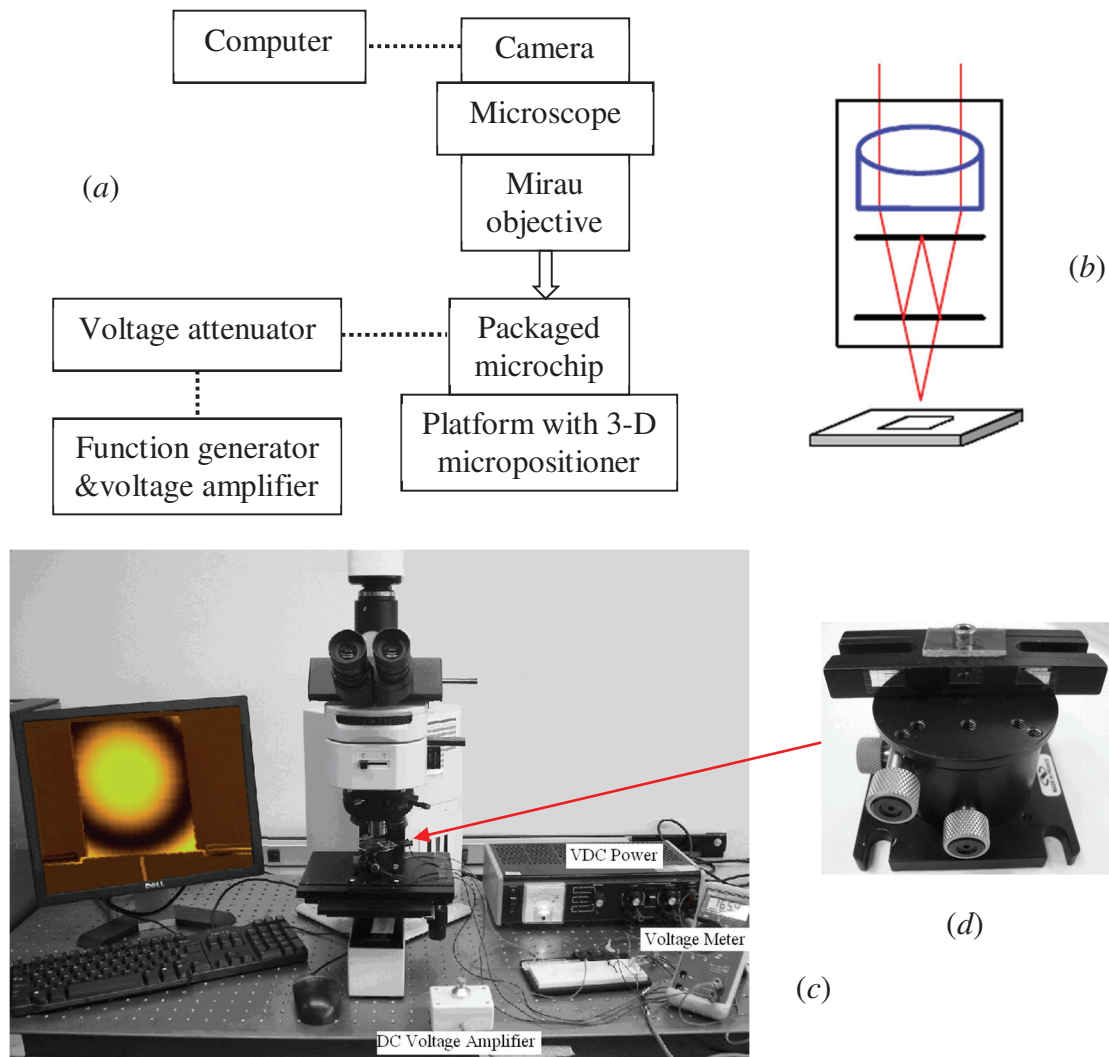 Computer
Camera
Microscope
(a)
Mirau
objective
(b)
Voltage attenuator
Packaged
microchip
Function generator
&voltage amplifier
Platform with 3-D
micropositioner
DELL
VDC Power
Voltage Meter
DC Voltage Amplifier
(c)
(d)